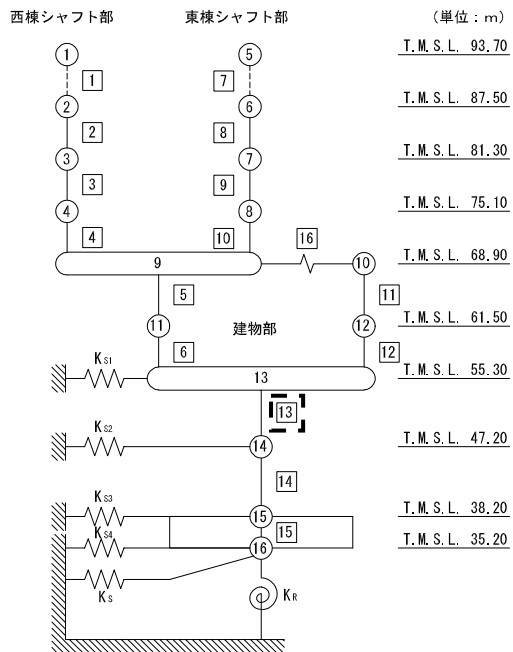 西棟シャフト部 東棟シャフト部 (単位:m)
1 5 T.M.S.L. 93.70
1 7
2 6 T.M.S.L. 87.50
2 8
3 7 T.M.S.L. 81.30
3 9
4 8 T.M.S.L. 75.10
4 10 16
9 10 T.M.S.L. 68.90
5 11
11 建物部 12 T.M.S.L. 61.50
6 12
KS1 13 T.M.S.L. 55.30
13
KS2 14 T.M.S.L. 47.20
14
KS3 15 T.M.S.L. 38.20
15
KS4 16 T.M.S.L. 35.20
KS KR